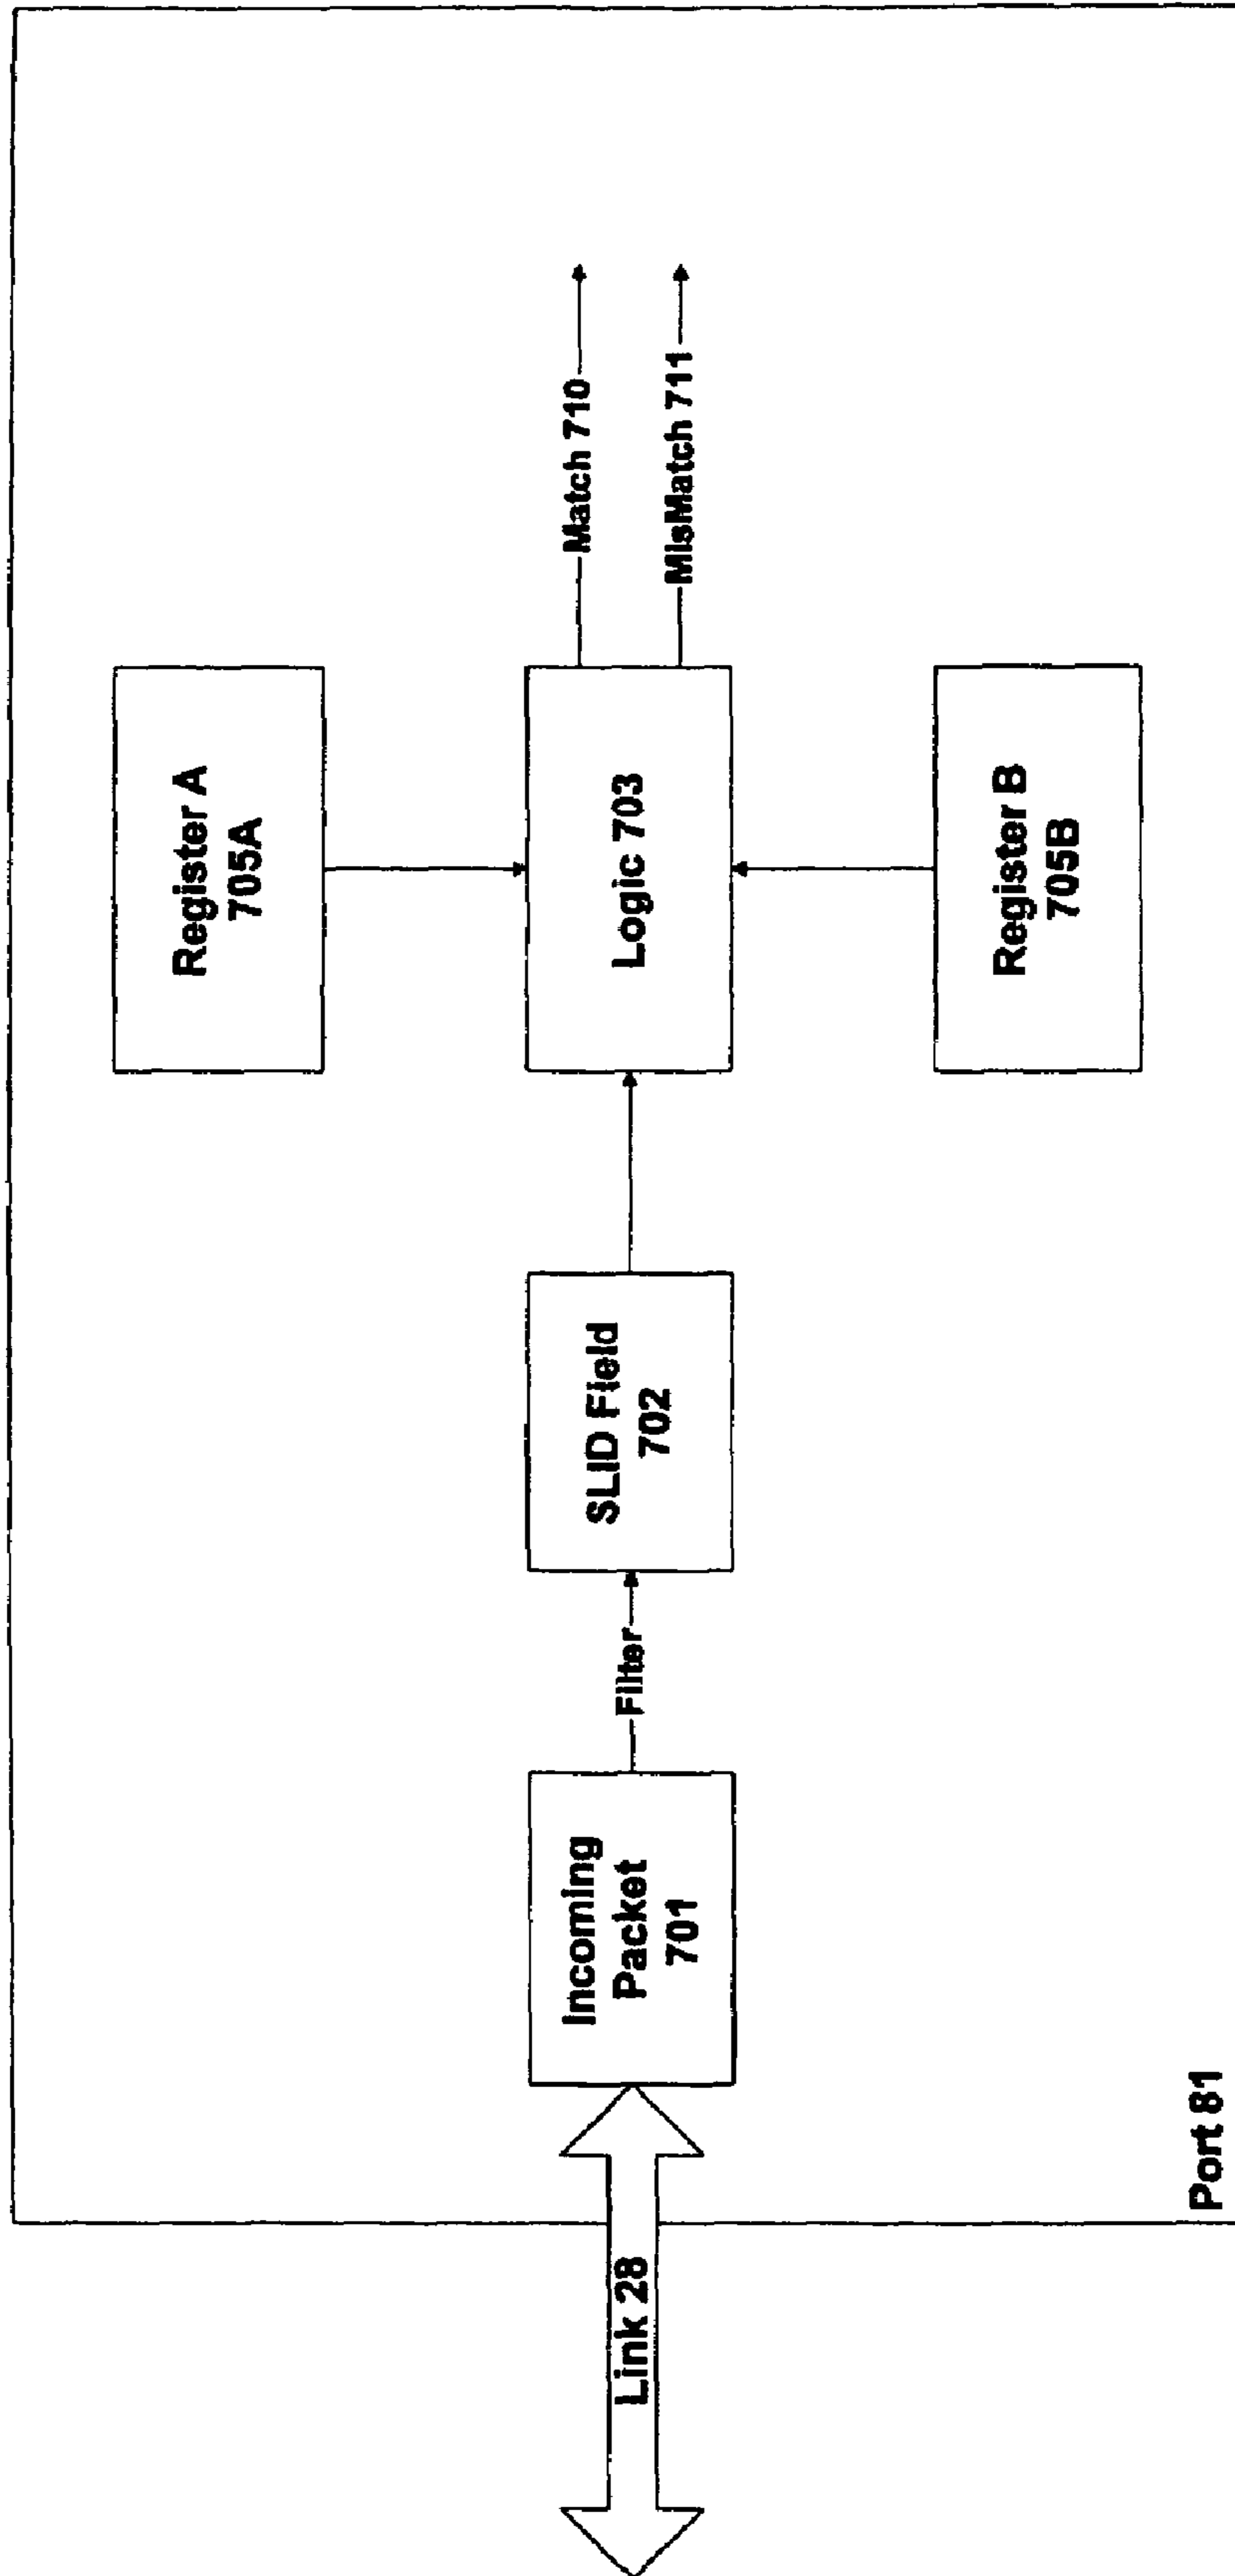 Link 28
Incoming
Packet
701
Filter
SLID Field
702
Register A
705A
Logic 703
Register B
705B
Match 710
MisMatch 711
Port 81